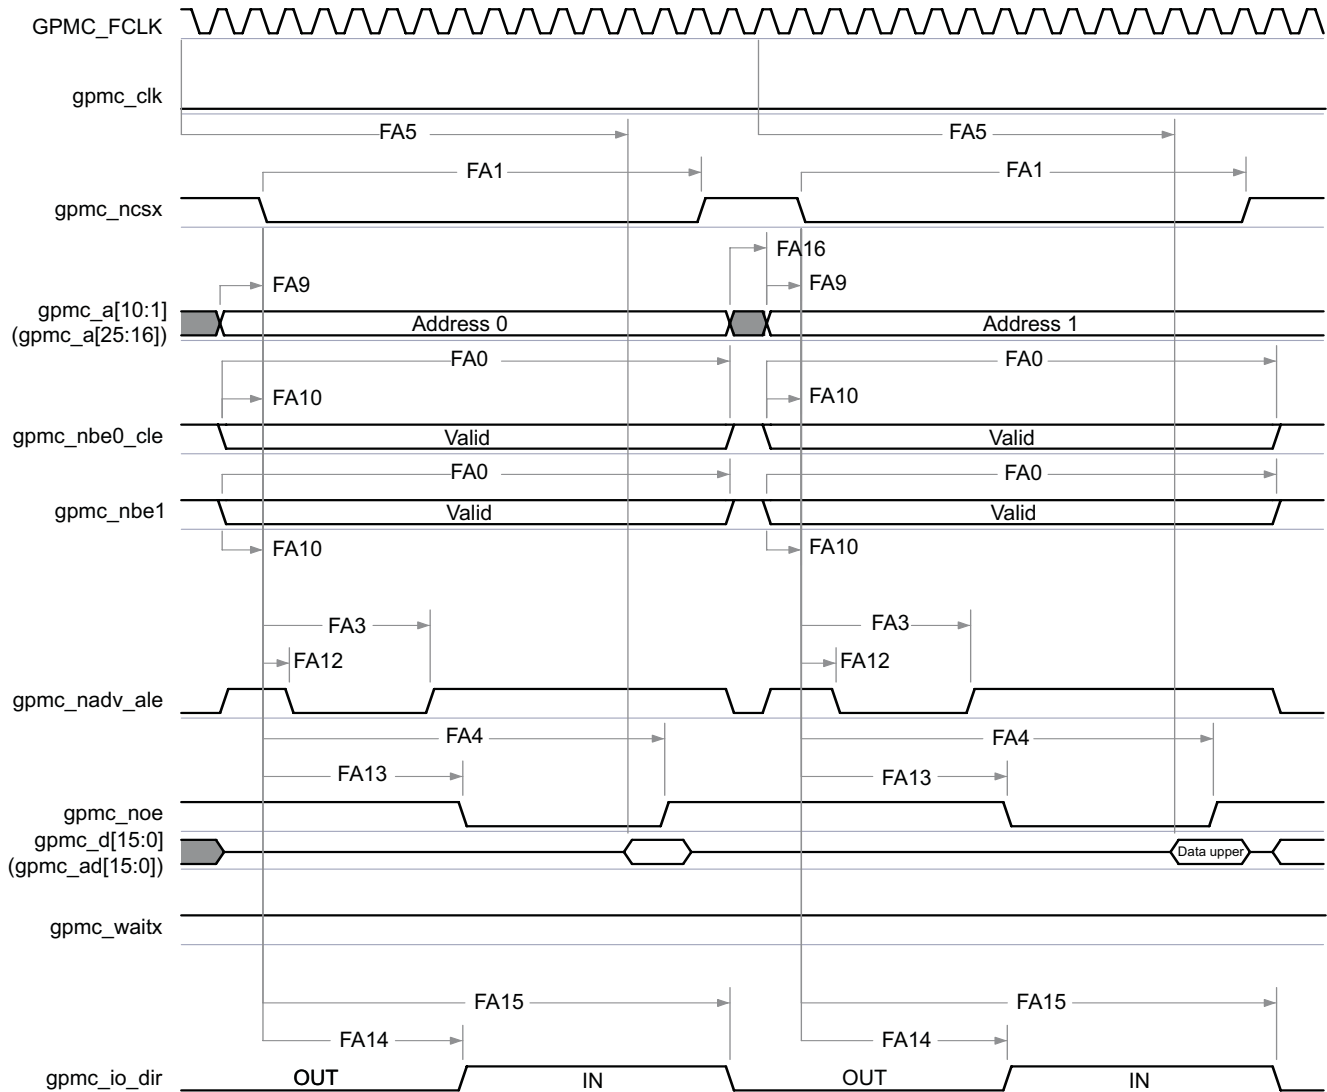 GPMC_FCLK
gpmc_clk
FA5 FA5
FA1 FA1
gpmc_ncsx
FA16
FA9 FA9
gpmc_a[10:1]
(gpmc_a[25:16])
Address 0 Address 1
FA0 FA0
FA10 FA10
gpmc_nbe0_cle Valid Valid
FA0 FA0
gpmc_nbe1 Valid Valid
FA10 FA10
FA3 FA3
FA12 FA12
gpmc_nadv_ale
FA4 FA4
FA13 FA13
gpmc_noe
gpmc_d[15:0]
(gpmc_ad[15:0])
Data upper
gpmc_waitx
FA15 FA15
FA14 FA14
gpmc_io_dir OUT IN OUT IN